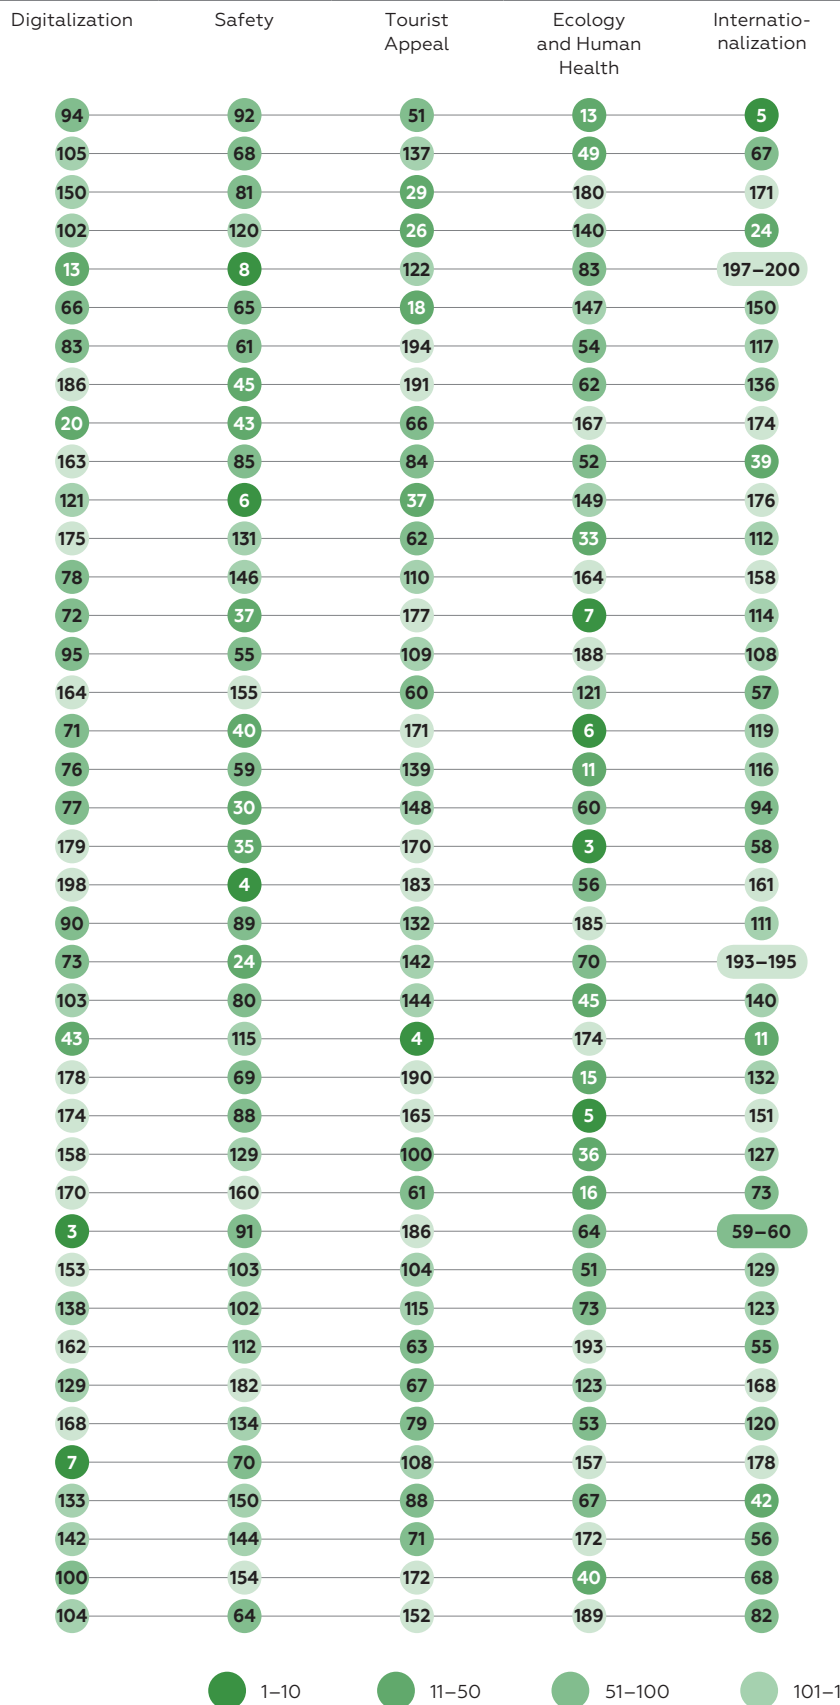 Digitalization Safety Tourist Appeal Ecology and Human Health Internatio-nalization
94 92 51 13 5
105 68 137 49 67
150 81 29 180 171
102 120 26 140 24
13 8 122 83 197–200
66 65 18 147 150
83 61 194 54 117
186 45 191 62 136
20 43 66 167 174
163 85 84 52 39
121 6 37 149 176
175 131 62 33 112
78 146 110 164 158
72 37 177 7 114
95 55 109 188 108
164 155 60 121 57
71 40 171 6 119
76 59 139 11 116
77 30 148 60 94
179 35 170 3 58
198 4 183 56 161
90 89 132 185 111
73 24 142 70 193–195
103 80 144 45 140
43 115 4 174 11
178 69 190 15 132
174 88 165 5 151
158 129 100 36 127
170 160 61 16 73
3 91 186 64 59–60
153 103 104 51 129
138 102 115 73 123
162 112 63 193 55
129 182 67 123 168
168 134 79 53 120
7 70 108 157 178
133 150 88 67 42
142 144 71 172 56
100 154 172 40 68
104 64 152 189 82
1–10 11–50 51–100 101–1